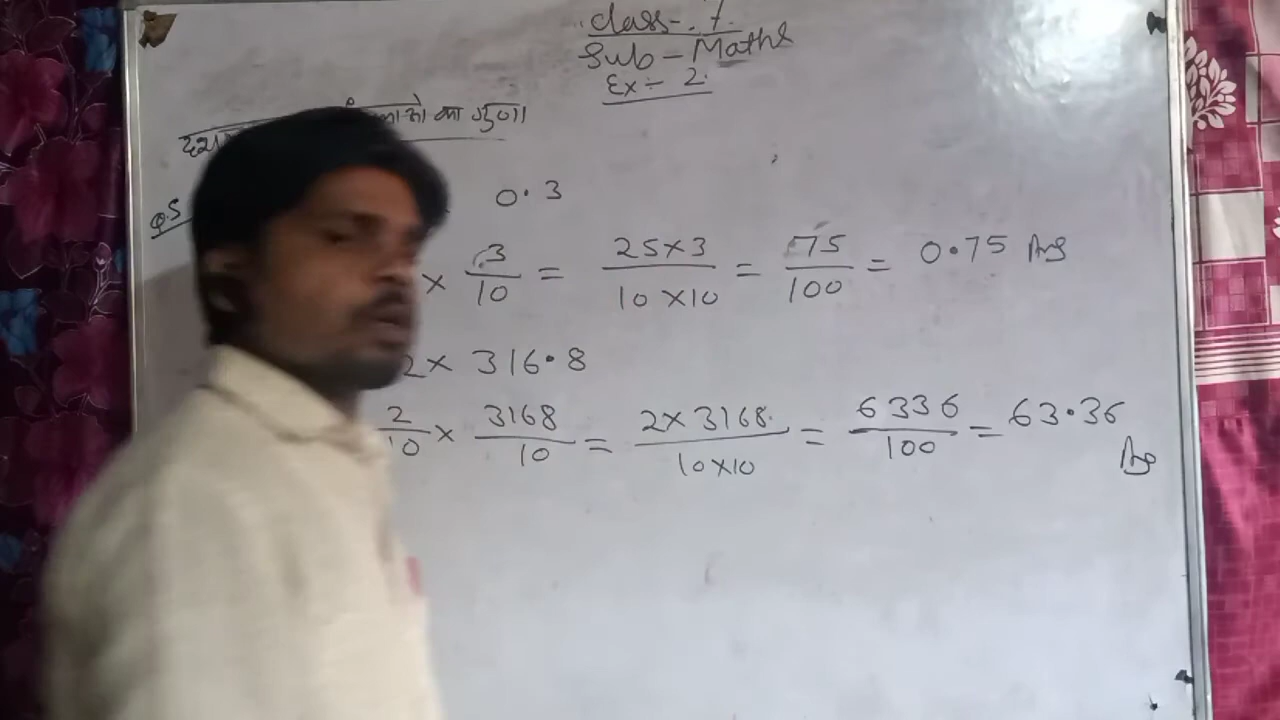 class-7
Sub-Maths
Ex- 2.
का गुणा
Q.5 0.3
× 3/10 = 25×3/10×10 = 75/100 = 0.75 Ans
2× 316.8
2/10 × 3168/10 = 2×3168/10×10 = 6336/100 = 63.36
Ans